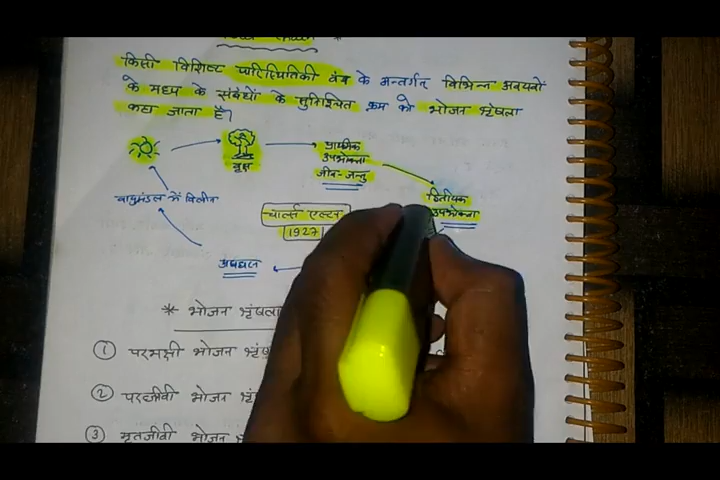 किसी विशिष्ट पारिस्थितिकी तंत्र के अन्तर्गत विभिन्न अवयवों
के मध्य के संबंधों के सुनिश्चित क्रम को भोजन श्रृंखला
कहा जाता है।
वृक्ष
प्राथमिक
उपभोक्ता
जीव-जन्तु
द्वितीयक
उपभोक्ता
वायुमंडल में विलीन
चार्ल्स एल्टन
1927
अपघटन
* भोजन श्रृंखला
① परभक्षी भोजन
② परजीवी भोजन
③ मृतजीवी भोजन